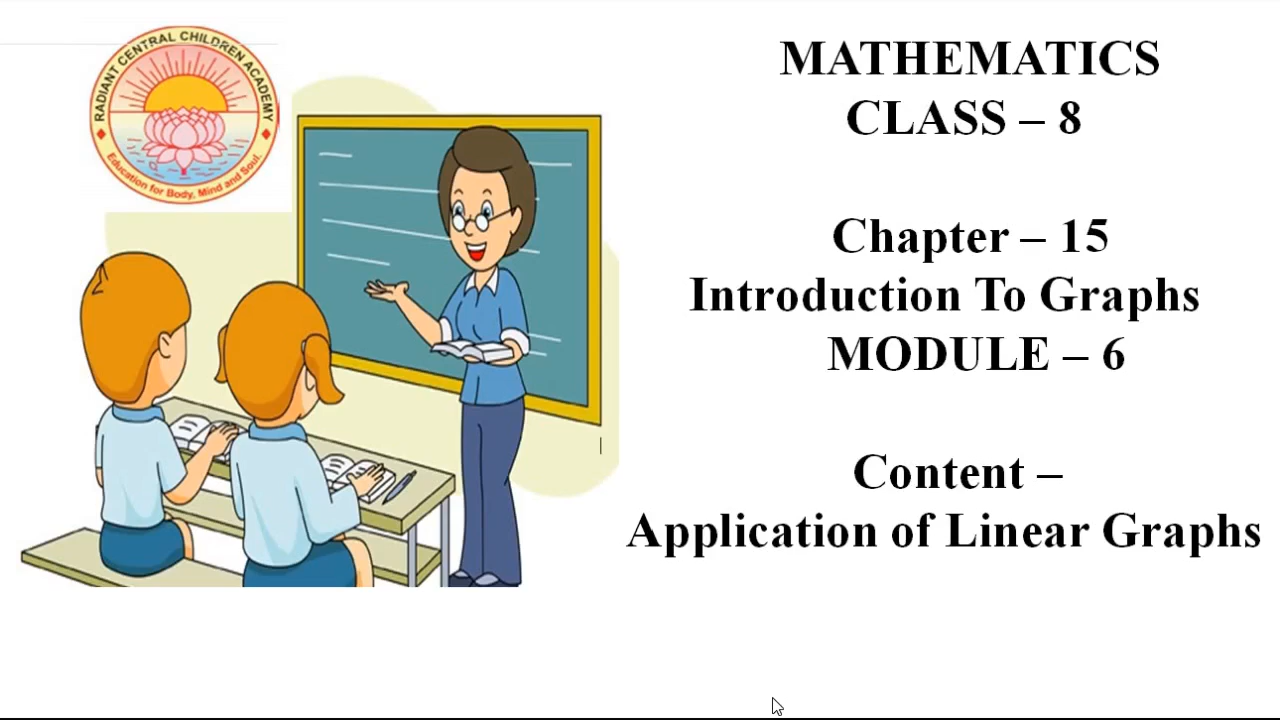 RADIANT CENTRAL CHILDREN ACADEMY
Education for Body, Mind and Soul.
MATHEMATICS
CLASS – 8
Chapter – 15
Introduction To Graphs
MODULE – 6
Content –
Application of Linear Graphs